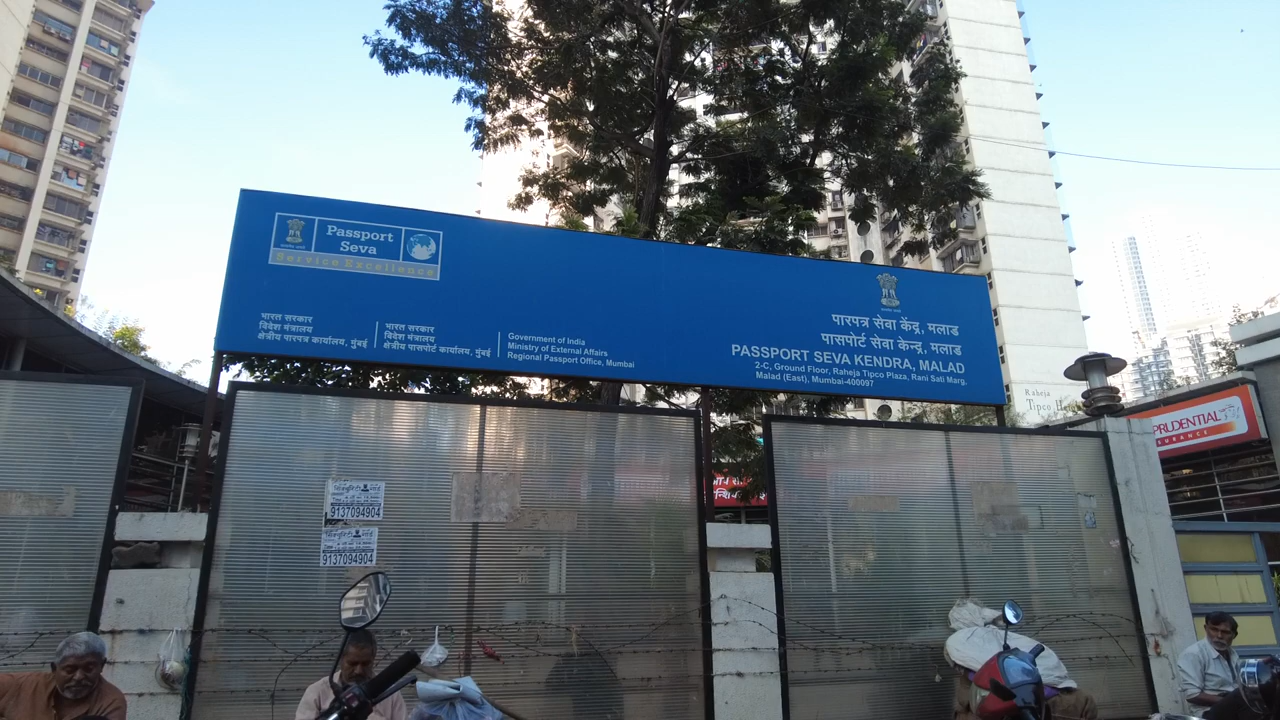 Passport
Seva
Service Excellence
भारत सरकार
विदेश मंत्रालय
क्षेत्रीय पारपत्र कार्यालय, मुंबई
भारत सरकार
विदेश मंत्रालय
क्षेत्रीय पासपोर्ट कार्यालय, मुंबई
Government of India
Ministry of External Affairs
Regional Passport Office, Mumbai
पारपत्र सेवा केंद्र, मलाड
पासपोर्ट सेवा केन्द्र, मलाड
PASSPORT SEVA KENDRA, MALAD
2-C, Ground Floor, Raheja Tipco Plaza, Rani Sati Marg,
Malad (East), Mumbai-400097
Raheja
Tipco
PRUDENTIAL
सिक्युरिटी गार्ड
9137094904
सिक्युरिटी गार्ड
9137094904